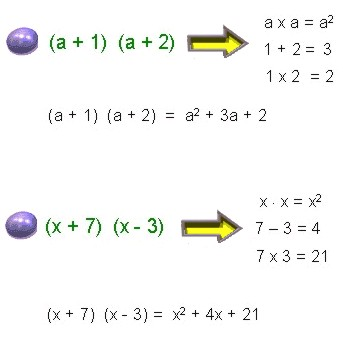 (a + 1) (a + 2)
a x a = a²
1 + 2 = 3
1 x 2 = 2
(a + 1) (a + 2) = a² + 3a + 2
(x + 7) (x - 3)
x · x = x²
7 – 3 = 4
7 x 3 = 21
(x + 7) (x - 3) = x² + 4x + 21